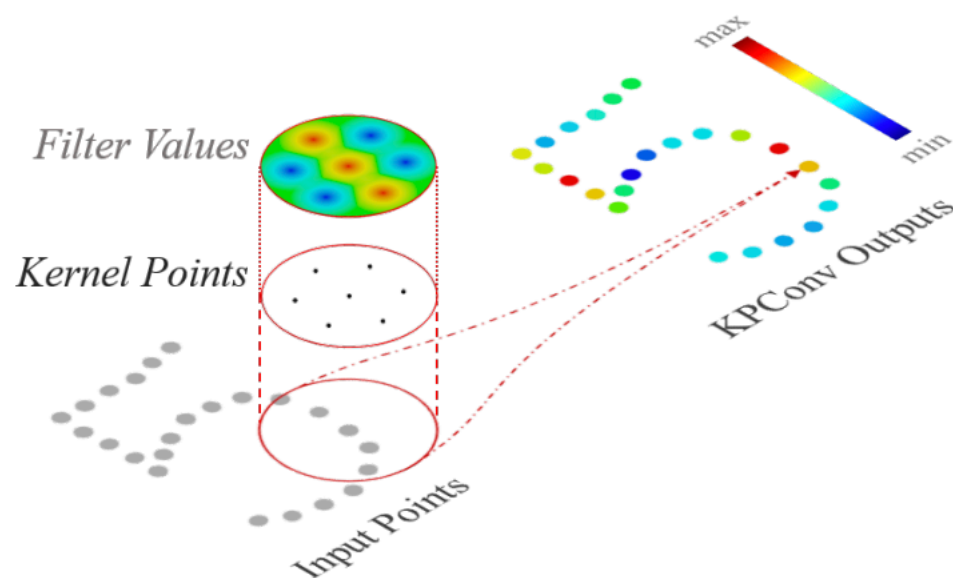 max
min
Filter Values
Kernel Points
KPConv Outputs
Input Points